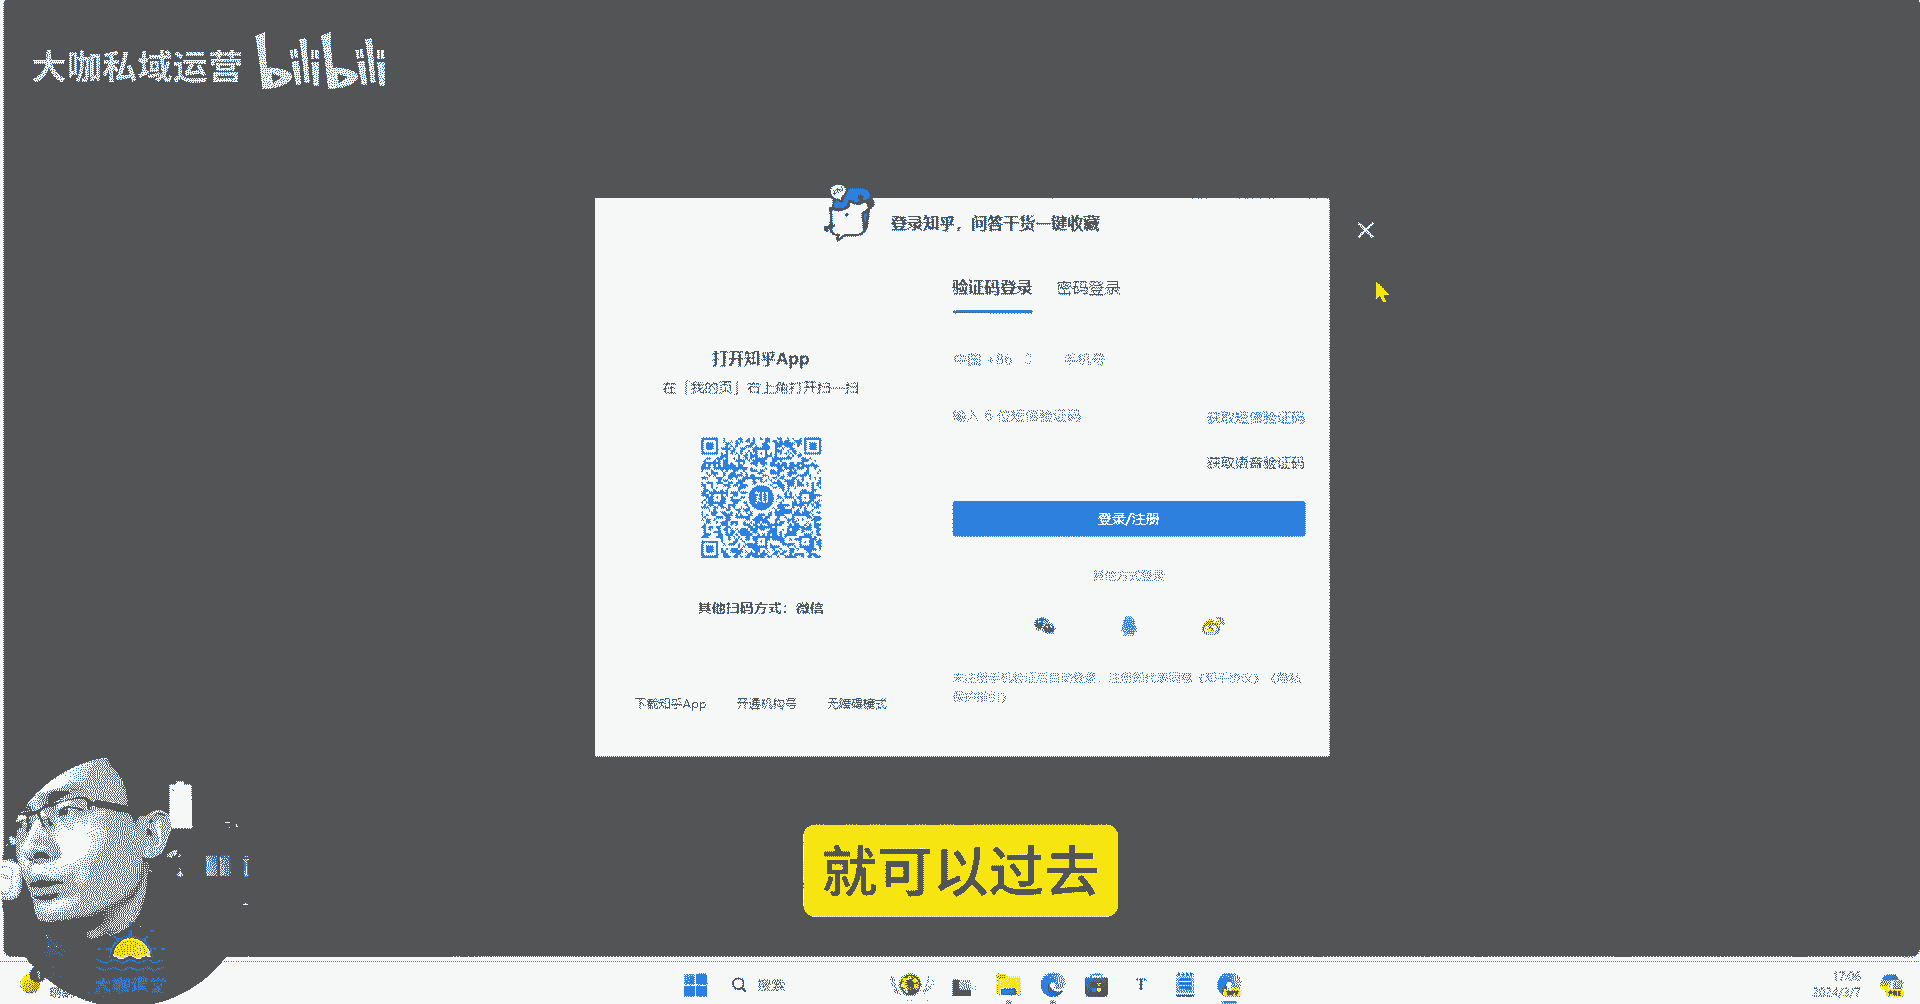 大咖私域运营 bilibili
登录知乎，问答干货一键收藏
验证码登录 密码登录
打开知乎App
在「我的页」右上角打开扫一扫
中国 +86 手机号
输入 6 位短信验证码 获取短信验证码
获取语音验证码
知
登录/注册
其他方式登录
其他扫码方式：微信
未注册手机验证后自动登录，注册即代表同意《知乎协议》《隐私
保护指引》
下载知乎App 开通机构号 无障碍模式
就可以过去
大咖课堂
搜索
17:06
2024/3/7